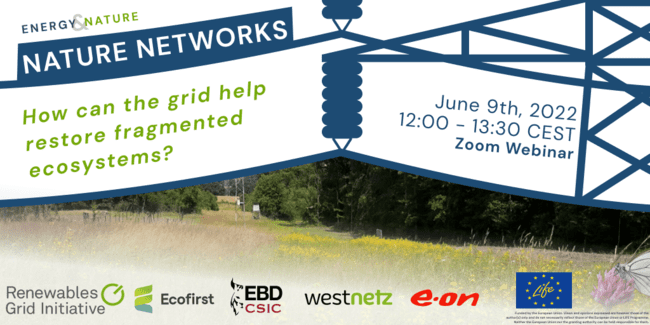 ENERGY&NATURE
NATURE NETWORKS
How can the grid help
restore fragmented
ecosystems?
June 9th, 2022
12:00 - 13:30 CEST
Zoom Webinar
Renewables
Grid Initiative
Ecofirst
EBD
CSIC
westnetz
e·on
Life